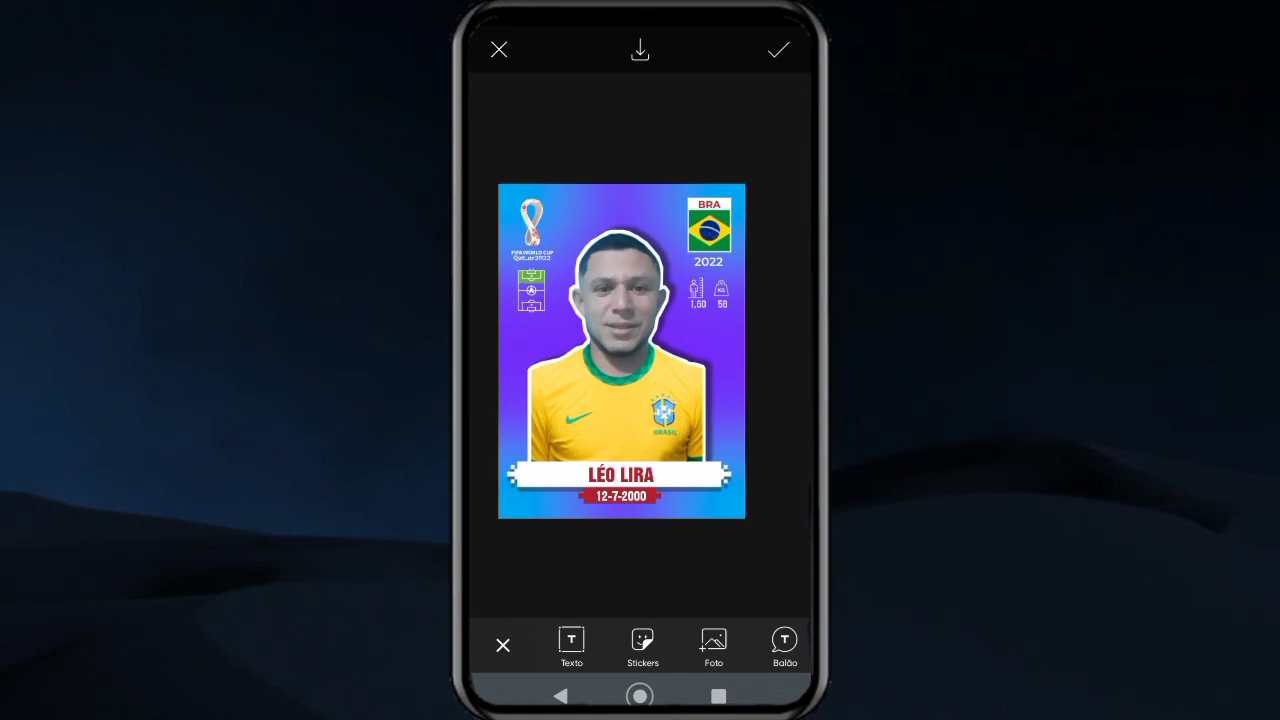 BRA
2022
FIFA WORLD CUP
Qatar2022
KG
1,60 58
BRASIL
LÉO LIRA
12-7-2000
T
T
Texto Stickers Foto Balão